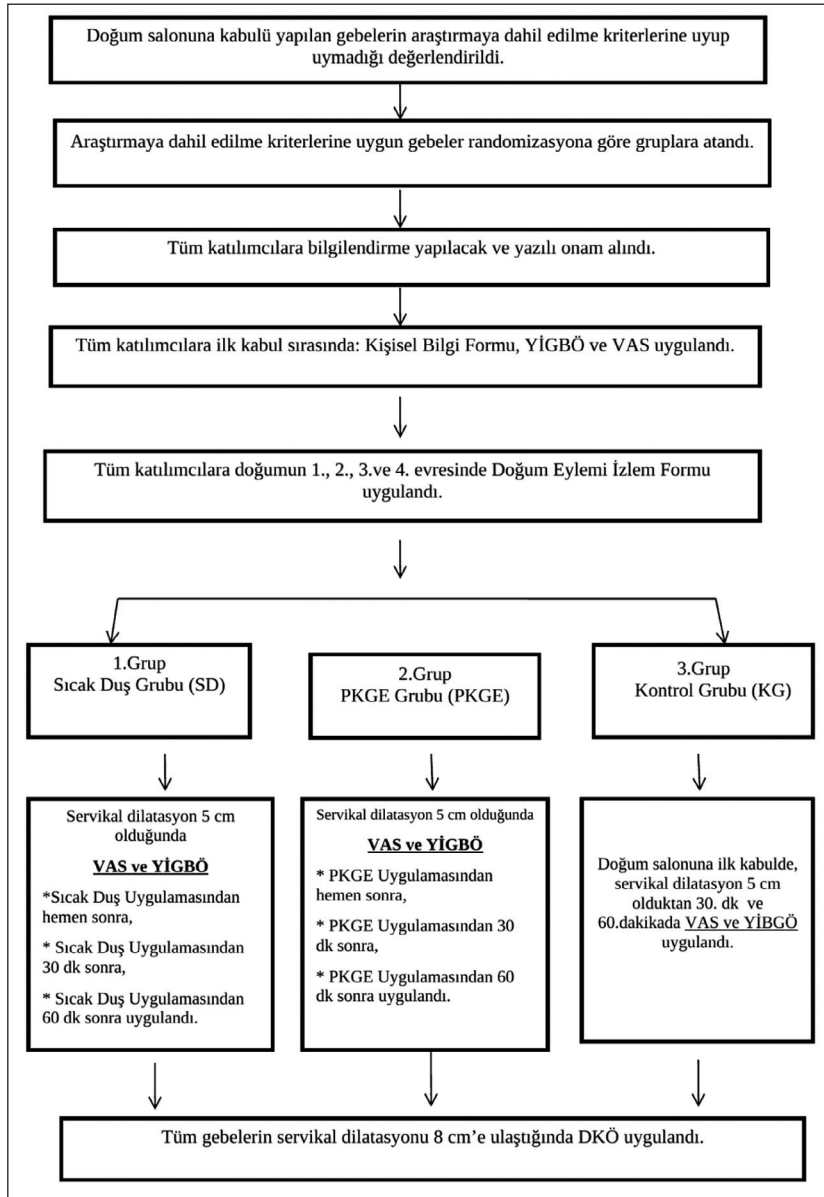 Doğum salonuna kabulü yapılan gebelerin araştırmaya dahil edilme kriterlerine uyup
uymadığı değerlendirildi.
Araştırmaya dahil edilme kriterlerine uygun gebeler randomizasyona göre gruplara atandı.
Tüm katılımcılara bilgilendirme yapılacak ve yazılı onam alındı.
Tüm katılımcılara ilk kabul sırasında: Kişisel Bilgi Formu, YİGBÖ ve VAS uygulandı.
Tüm katılımcılara doğumun 1., 2., 3.ve 4. evresinde Doğum Eylemi İzlem Formu
uygulandı.
1.Grup
Sıcak Duş Grubu (SD)
2.Grup
PKGE Grubu (PKGE)
3.Grup
Kontrol Grubu (KG)
Servikal dilatasyon 5 cm
olduğunda
VAS ve YİGBÖ
*Sıcak Duş Uygulamasından
hemen sonra,
* Sıcak Duş Uygulamasından
30 dk sonra,
* Sıcak Duş Uygulamasından
60 dk sonra uygulandı.
Servikal dilatasyon 5 cm olduğunda
VAS ve YİGBÖ
* PKGE Uygulamasından
hemen sonra,
* PKGE Uygulamasından 30
dk sonra,
* PKGE Uygulamasından 60
dk sonra uygulandı.
Doğum salonuna ilk kabulde,
servikal dilatasyon 5 cm
olduktan 30. dk ve
60.dakikada VAS ve YİBGÖ
uygulandı.
Tüm gebelerin servikal dilatasyonu 8 cm’e ulaştığında DKÖ uygulandı.